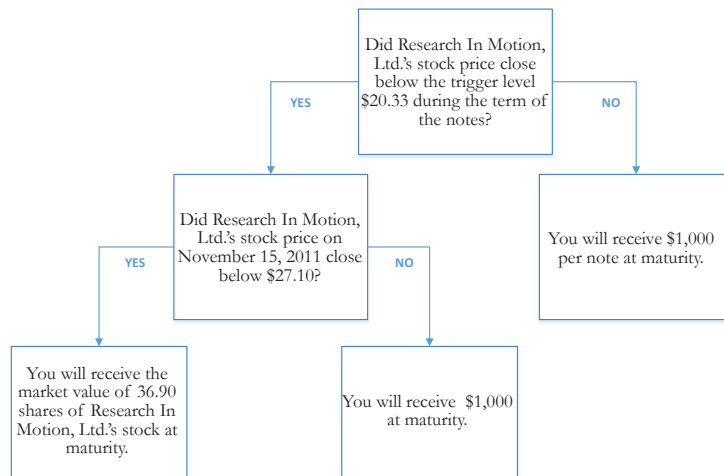 Did Research In Motion,
Ltd.'s stock price close
below the trigger level
$20.33 during the term of
the notes?
YES
NO
Did Research In Motion,
Ltd.'s stock price on
November 15, 2011 close
below $27.10?
You will receive $1,000
per note at maturity.
YES
NO
You will receive the
market value of 36.90
shares of Research In
Motion, Ltd.'s stock at
maturity.
You will receive $1,000
at maturity.